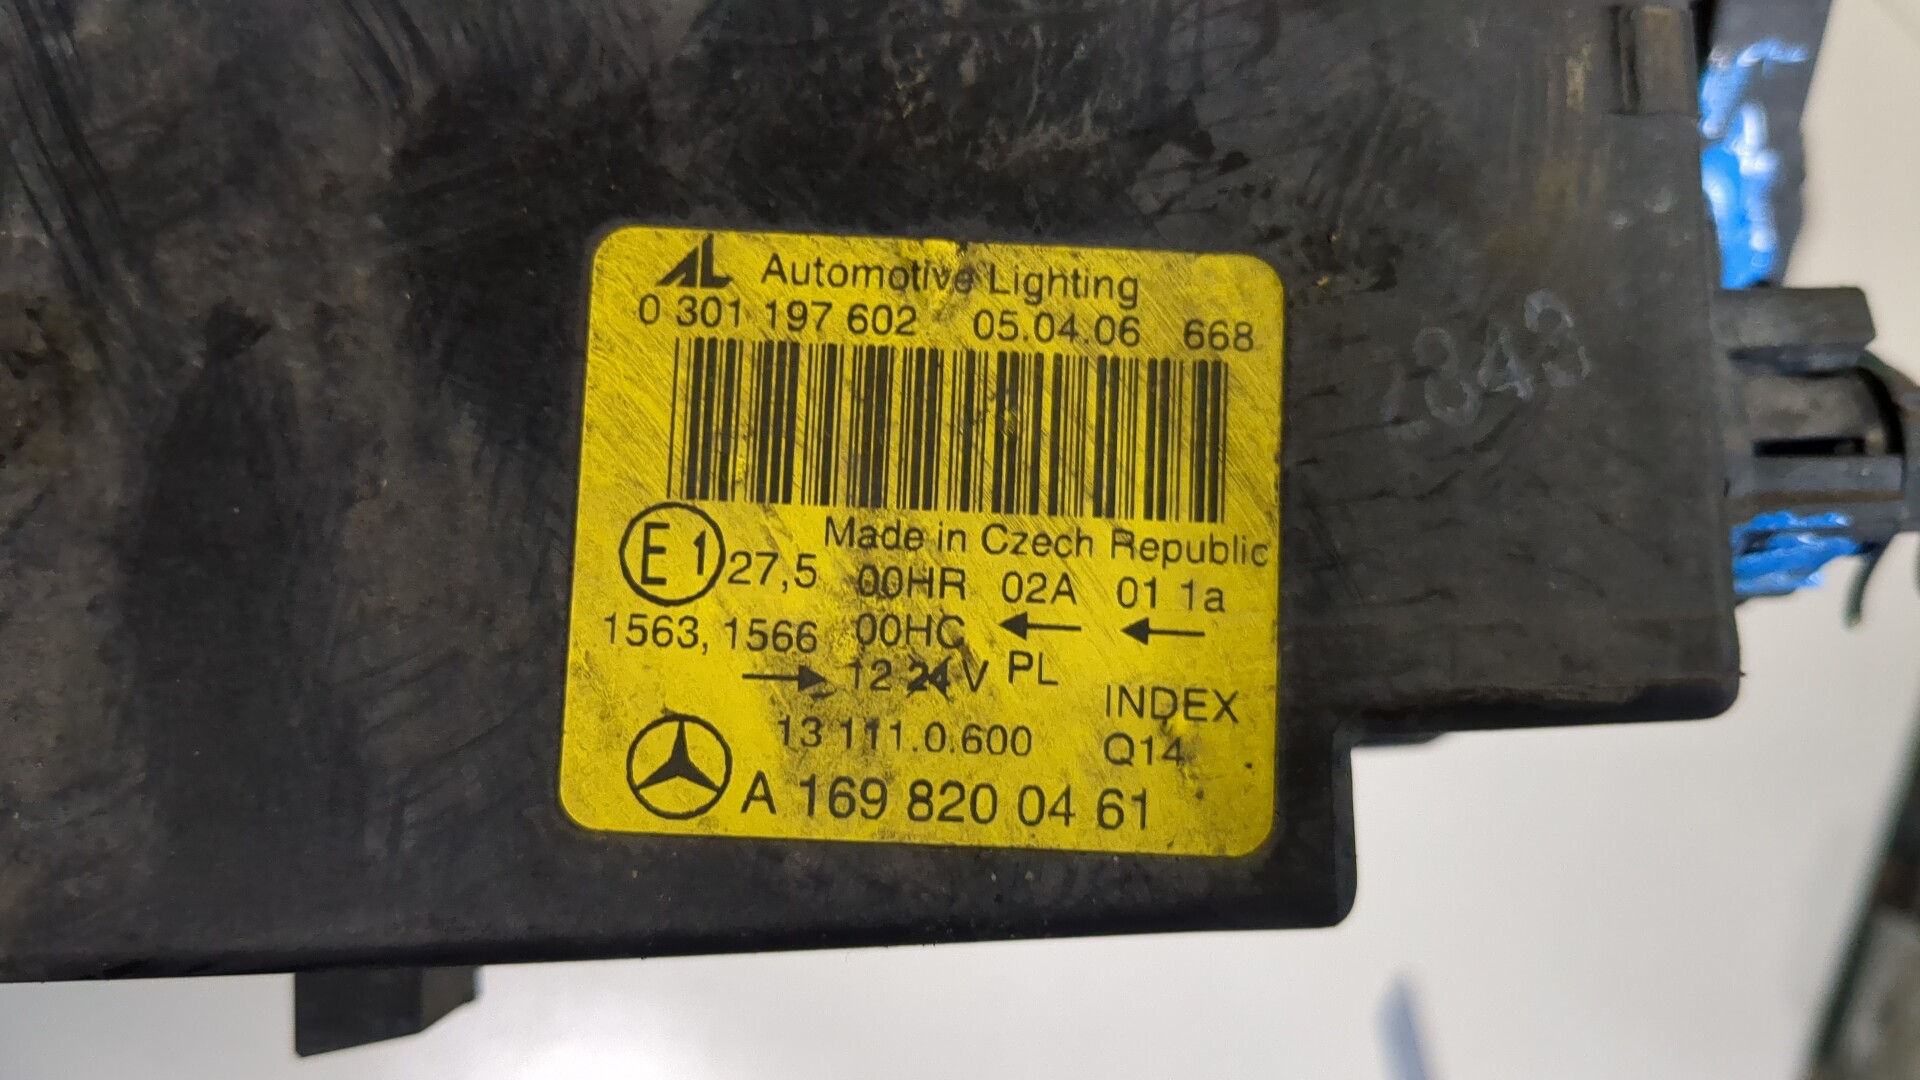 AL Automotive Lighting
0 301 197 602 05.04.06 668
Made in Czech Republic
E1 27,5 00HR 02A 01 1a
1563, 1566 00HC ← ←
→ 12 24 V PL
INDEX
13 111.0.600 Q14
A 169 820 04 61